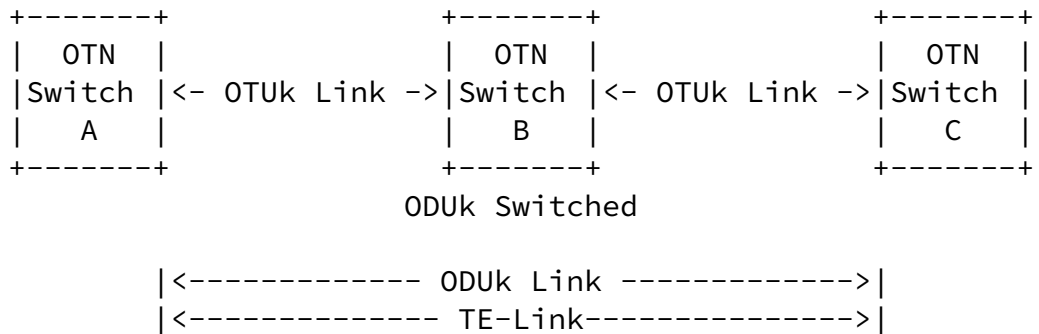 +-------+                  +-------+                  +-------+
|  OTN  |                  |  OTN  |                  |  OTN  |
|Switch |<- OTUk Link ->|Switch |<- OTUk Link ->|Switch |
|   A   |                  |   B   |                  |   C   |
+-------+                  +-------+                  +-------+
ODUk Switched
|<------------- ODUk Link ------------->|
|<-------------- TE-Link--------------->|